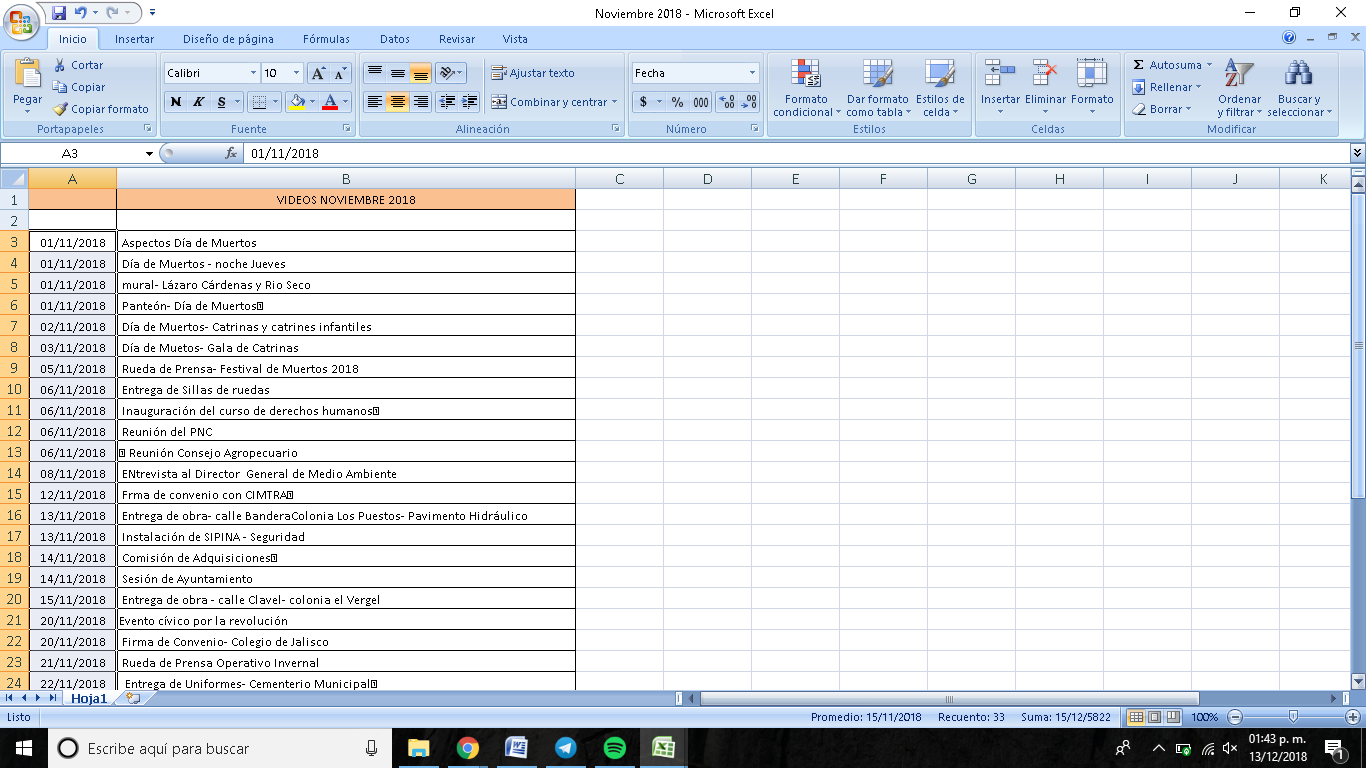 Noviembre 2018 - Microsoft Excel
Inicio Insertar Diseño de página Fórmulas Datos Revisar Vista
Pegar Cortar Copiar Copiar formato
Calibri 10 Ajustar texto Combinar y centrar Fecha
N K S $ % 000
Formato condicional Dar formato como tabla Estilos de celda Insertar Eliminar Formato
Autosuma Rellenar Borrar Ordenar y filtrar Buscar y seleccionar
Portapapeles Fuente Alineación Número Estilos Celdas Modificar
A3 fx 01/11/2018
A B C D E F G H I J K
1 VIDEOS NOVIEMBRE 2018
2
3 01/11/2018 Aspectos Día de Muertos
4 01/11/2018 Día de Muertos - noche Jueves
5 01/11/2018 mural- Lázaro Cárdenas y Rio Seco
6 01/11/2018 Panteón- Día de Muertos
7 02/11/2018 Día de Muertos- Catrinas y catrines infantiles
8 03/11/2018 Día de Muetos- Gala de Catrinas
9 05/11/2018 Rueda de Prensa- Festival de Muertos 2018
10 06/11/2018 Entrega de Sillas de ruedas
11 06/11/2018 Inauguración del curso de derechos humanos
12 06/11/2018 Reunión del PNC
13 06/11/2018 Reunión Consejo Agropecuario
14 08/11/2018 ENtrevista al Director General de Medio Ambiente
15 12/11/2018 Frma de convenio con CIMTRA
16 13/11/2018 Entrega de obra- calle BanderaColonia Los Puestos- Pavimento Hidráulico
17 13/11/2018 Instalación de SIPINA - Seguridad
18 14/11/2018 Comisión de Adquisiciones
19 14/11/2018 Sesión de Ayuntamiento
20 15/11/2018 Entrega de obra - calle Clavel- colonia el Vergel
21 20/11/2018 Evento cívico por la revolución
22 20/11/2018 Firma de Convenio- Colegio de Jalisco
23 21/11/2018 Rueda de Prensa Operativo Invernal
24 22/11/2018 Entrega de Uniformes- Cementerio Municipal
Hoja1
Listo Promedio: 15/11/2018 Recuento: 33 Suma: 15/12/5822 100%
Escribe aquí para buscar
01:43 p. m.
13/12/2018
1